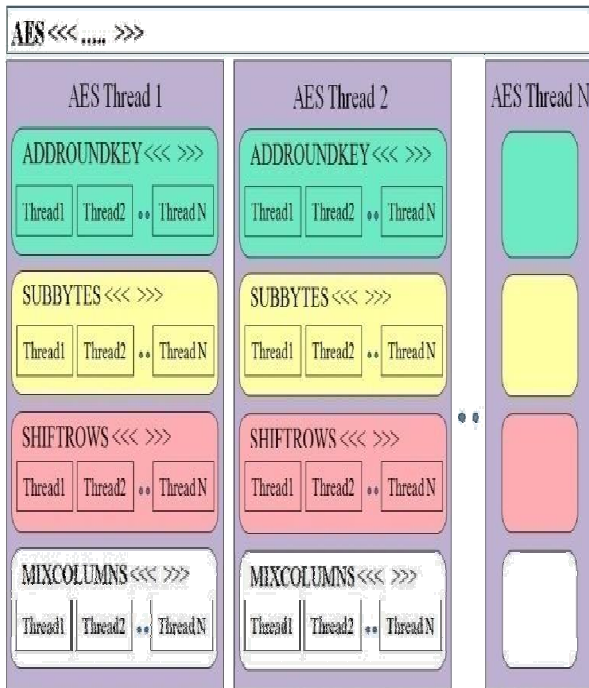 AES <<< ..... >>>
AES Thread 1
ADDROUNDKEY <<< >>>
Thread1 Thread2 .. Thread N
SUBBYTES <<< >>>
Thread1 Thread2 .. Thread N
SHIFTROWS <<< >>>
Thread1 Thread2 .. Thread N
MIXCOLUMNS <<< >>>
Thread1 Thread2 .. Thread N
AES Thread 2
ADDROUNDKEY <<< >>>
Thread1 Thread2 .. Thread N
SUBBYTES <<< >>>
Thread1 Thread2 .. Thread N
SHIFTROWS <<< >>>
Thread1 Thread2 .. Thread N
MIXCOLUMNS <<< >>>
Thread1 Thread2 .. Thread N
..
AES Thread N